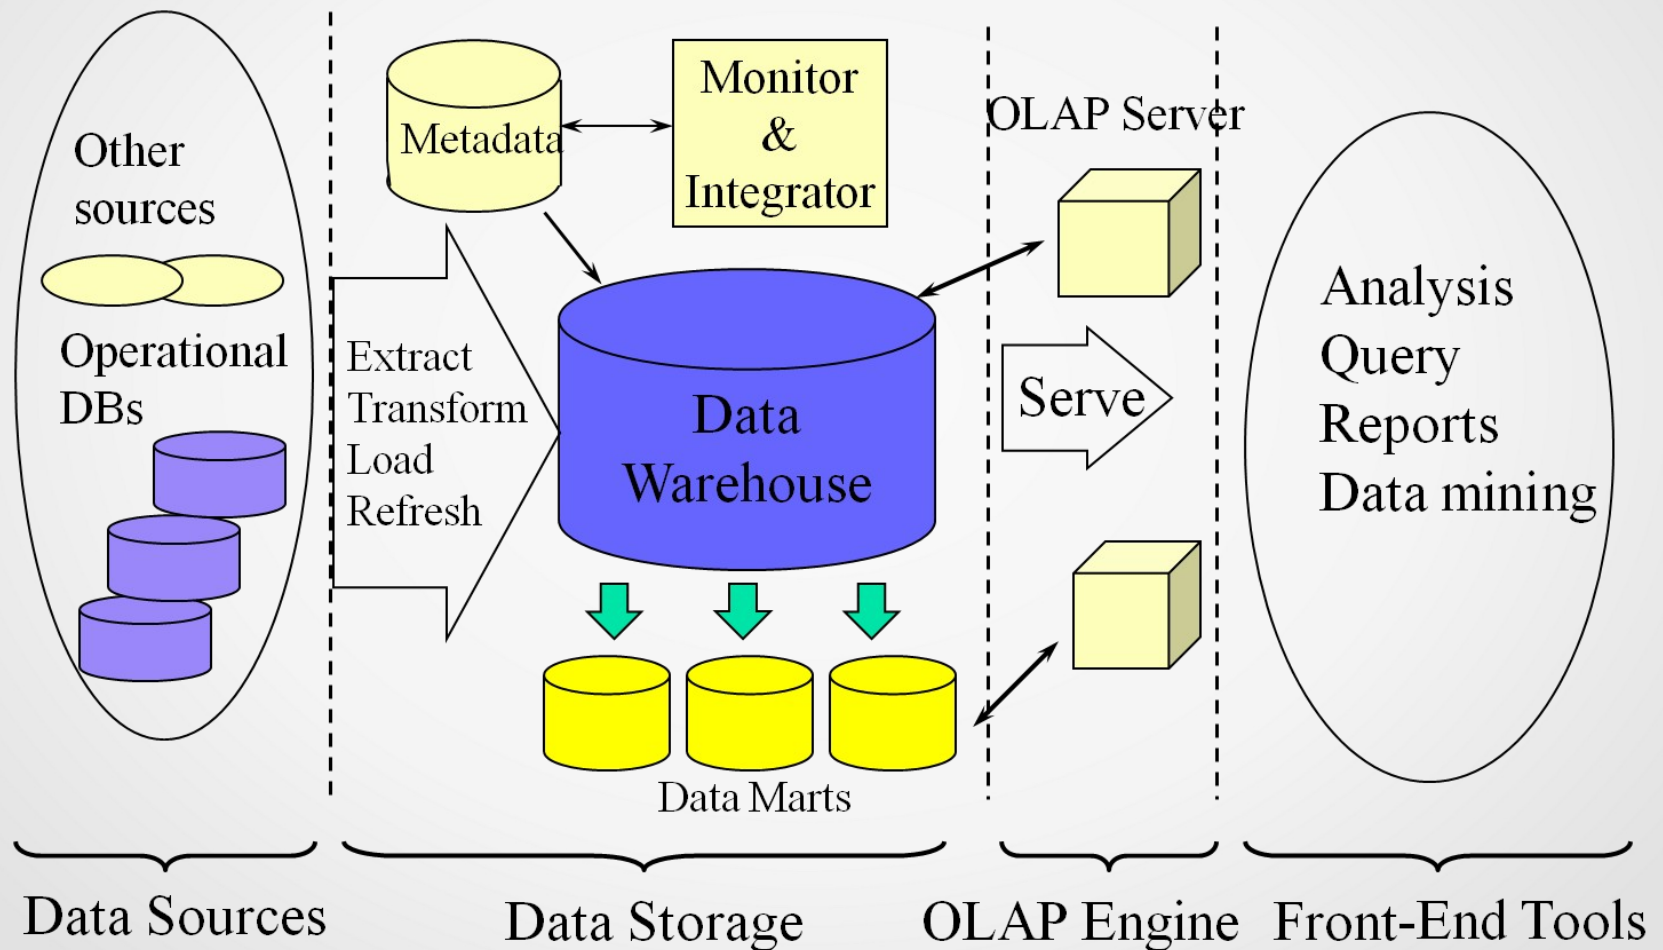 Other
sources
Operational
DBs
Metadata
Monitor
&
Integrator
Extract
Transform
Load
Refresh
Data
Warehouse
Data Marts
OLAP Server
Serve
Analysis
Query
Reports
Data mining
Data Sources
Data Storage
OLAP Engine
Front-End Tools